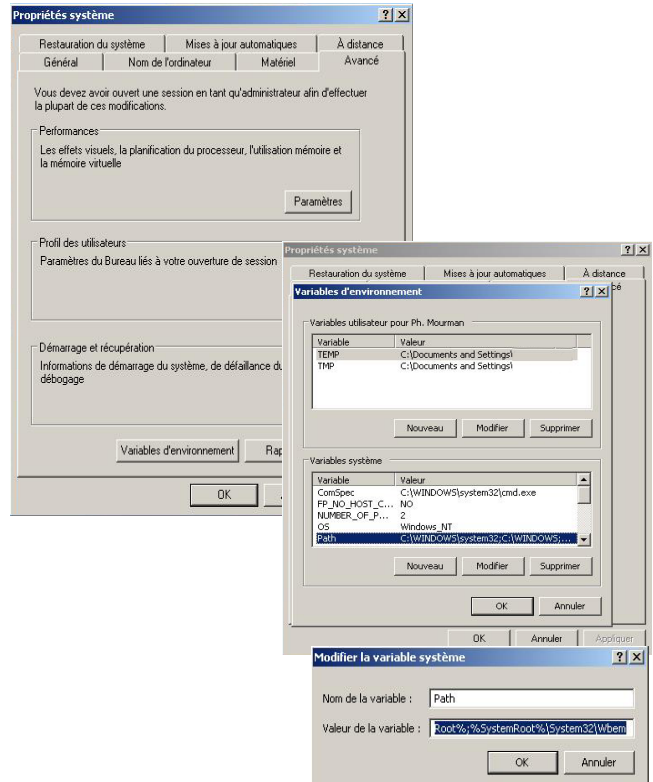 Propriétés système
Restauration du système Mises à jour automatiques À distance
Général Nom de l'ordinateur Matériel Avancé
Vous devez avoir ouvert une session en tant qu'administrateur afin d'effectuer
la plupart de ces modifications.
Performances
Les effets visuels, la planification du processeur, l'utilisation mémoire et
la mémoire virtuelle
Paramètres
Profil des utilisateurs
Paramètres du Bureau liés à votre ouverture de session
Démarrage et récupération
Informations de démarrage du système, de défaillance du
débogage
Variables d'environnement
OK
Propriétés système
Restauration du système Mises à jour automatiques À distance
Variables d'environnement
Variables utilisateur pour Ph. Mourman
Variable Valeur
TEMP C:\Documents and Settings\
TMP C:\Documents and Settings\
Nouveau Modifier Supprimer
Variables système
Variable Valeur
ComSpec C:\WINDOWS\system32\cmd.exe
FP_NO_HOST_C... NO
NUMBER_OF_P... 2
OS Windows_NT
Path C:\WINDOWS\system32;C:\WINDOWS;...
Nouveau Modifier Supprimer
OK Annuler
OK Annuler Appliquer
Modifier la variable système
Nom de la variable : Path
Valeur de la variable : Root%;%SystemRoot%\System32\Wbem
OK Annuler